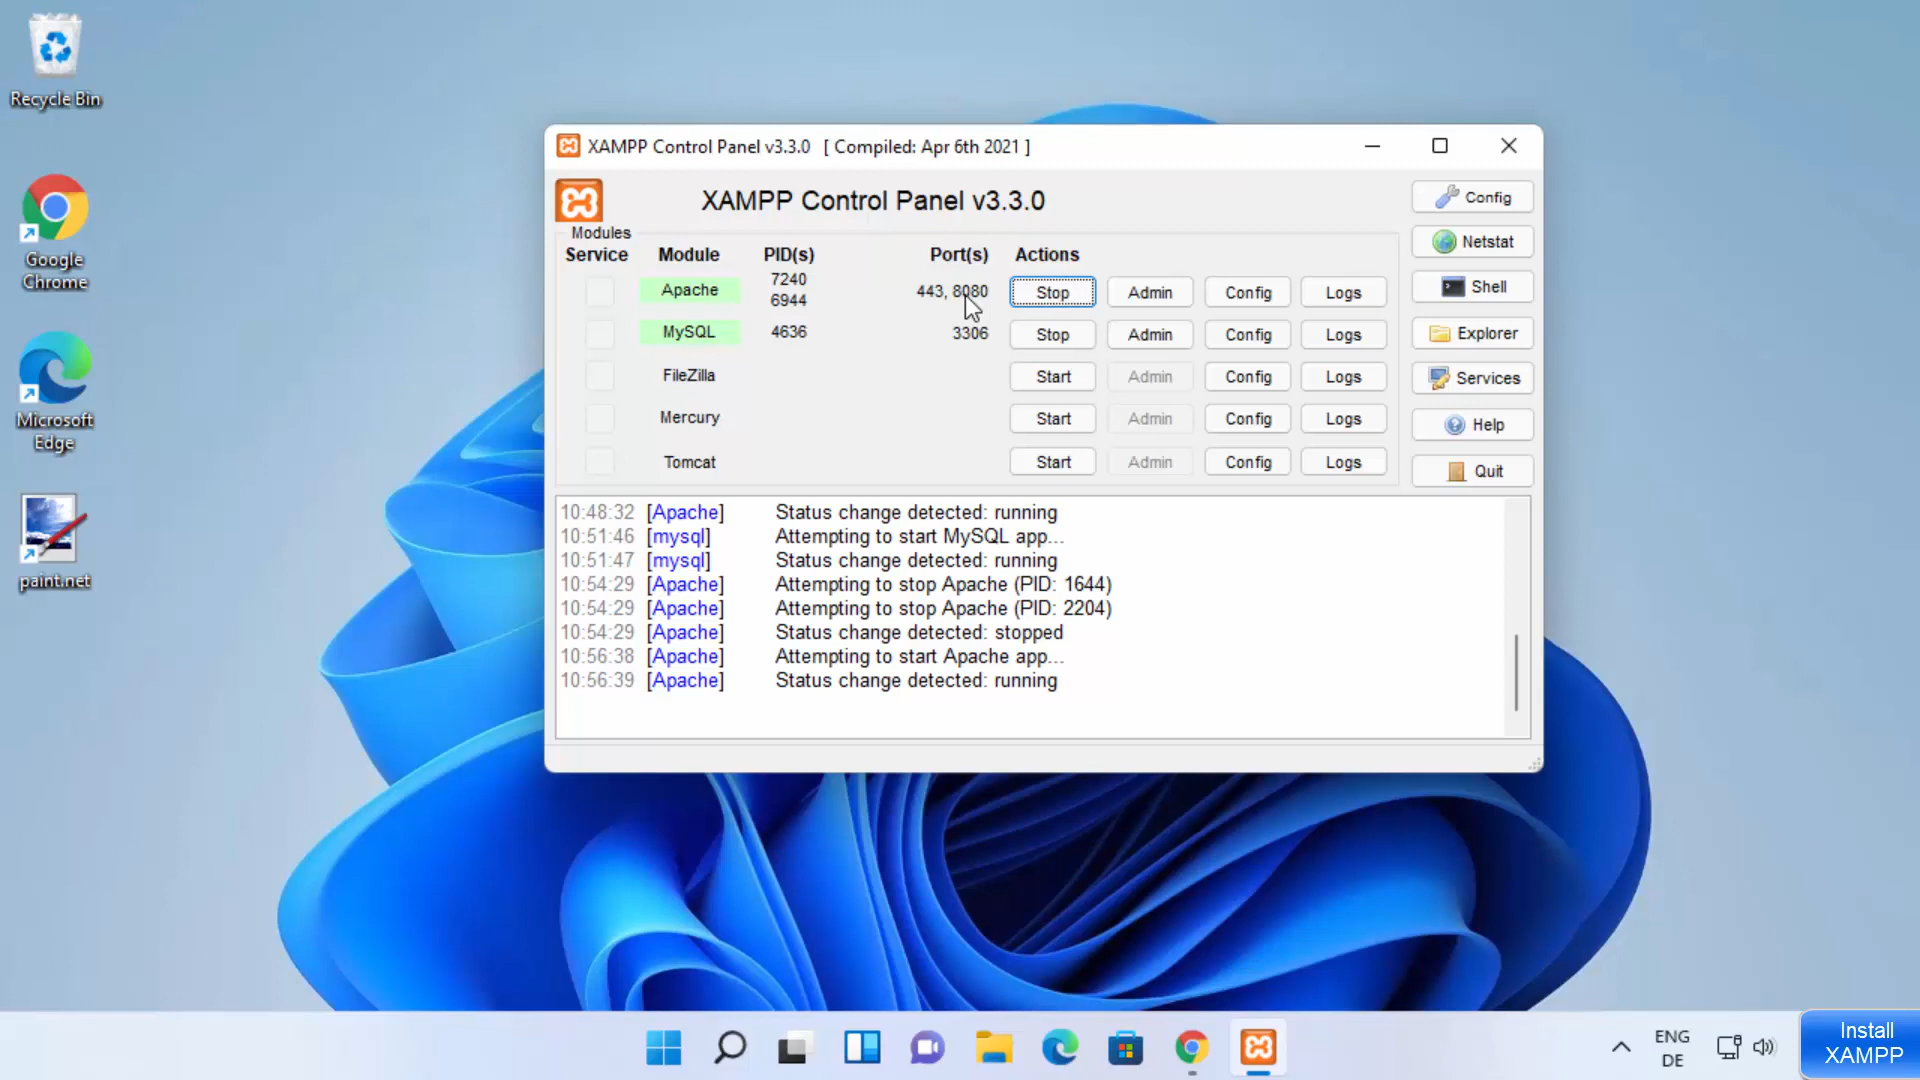 Recycle Bin
Google
Chrome
Microsoft
Edge
paint.net
XAMPP Control Panel v3.3.0 [ Compiled: Apr 6th 2021 ]
XAMPP Control Panel v3.3.0
Config
Modules
Service Module PID(s) Port(s) Actions
Netstat
Apache 7240 443, 8080 Stop Admin Config Logs
6944
Shell
MySQL 4636 3306 Stop Admin Config Logs
Explorer
FileZilla Start Admin Config Logs
Services
Mercury Start Admin Config Logs
Help
Tomcat Start Admin Config Logs
Quit
10:48:32 [Apache] Status change detected: running
10:51:46 [mysql] Attempting to start MySQL app...
10:51:47 [mysql] Status change detected: running
10:54:29 [Apache] Attempting to stop Apache (PID: 1644)
10:54:29 [Apache] Attempting to stop Apache (PID: 2204)
10:54:29 [Apache] Status change detected: stopped
10:56:38 [Apache] Attempting to start Apache app...
10:56:39 [Apache] Status change detected: running
ENG
DE
Install
XAMPP